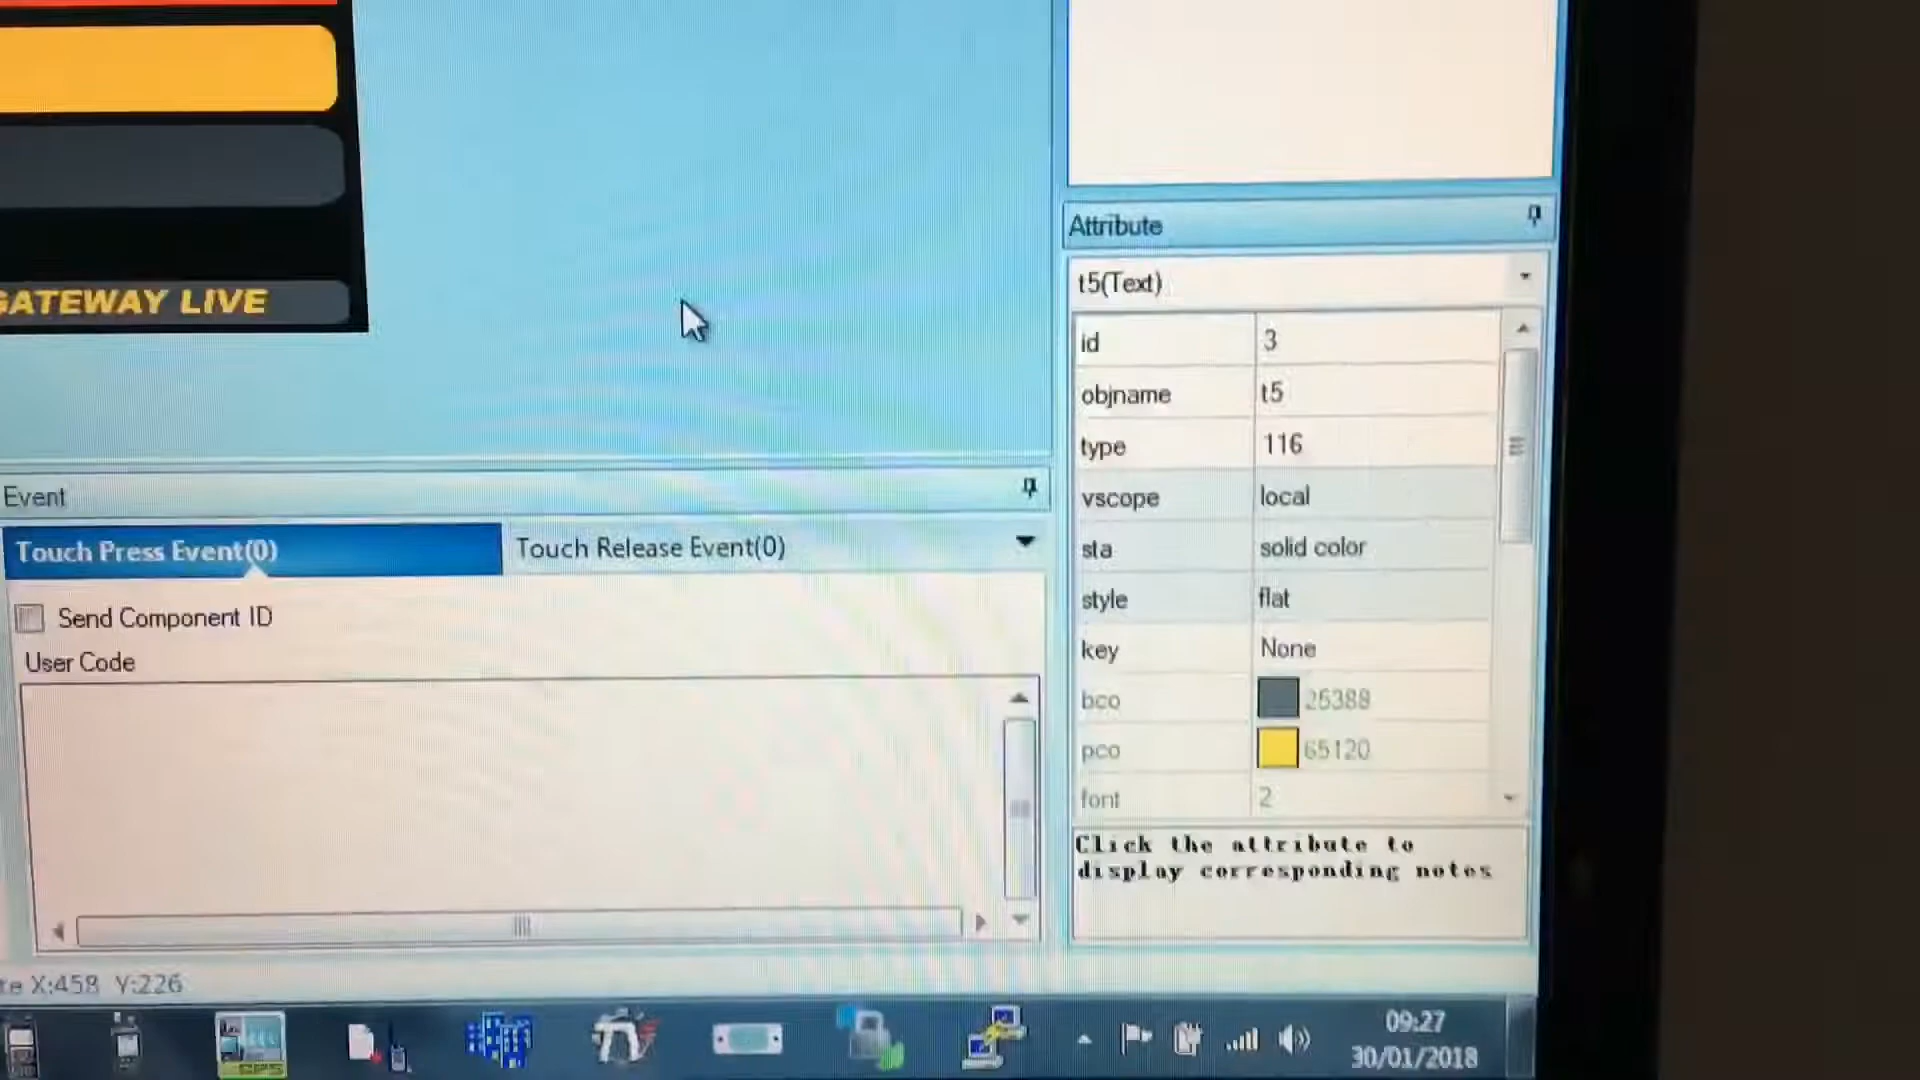 GATEWAY LIVE
Attribute
t5(Text)
id 3
objname t5
type 116
vscope local
sta solid color
style flat
key None
bco 25388
pco 65120
font 2
Click the attribute to
display corresponding notes
Event
Touch Press Event(0) Touch Release Event(0)
Send Component ID
User Code
X:458 Y:226
09:27
30/01/2018